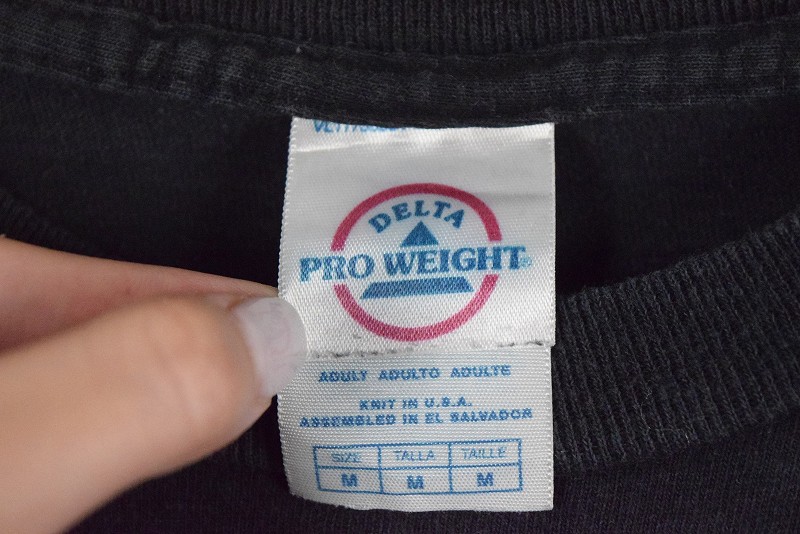 DELTA
PRO WEIGHT®
ADULT ADULTO ADULTE
KNIT IN U.S.A.
ASSEMBLED IN EL SALVADOR
SIZE TALLA TAILLE
M M M